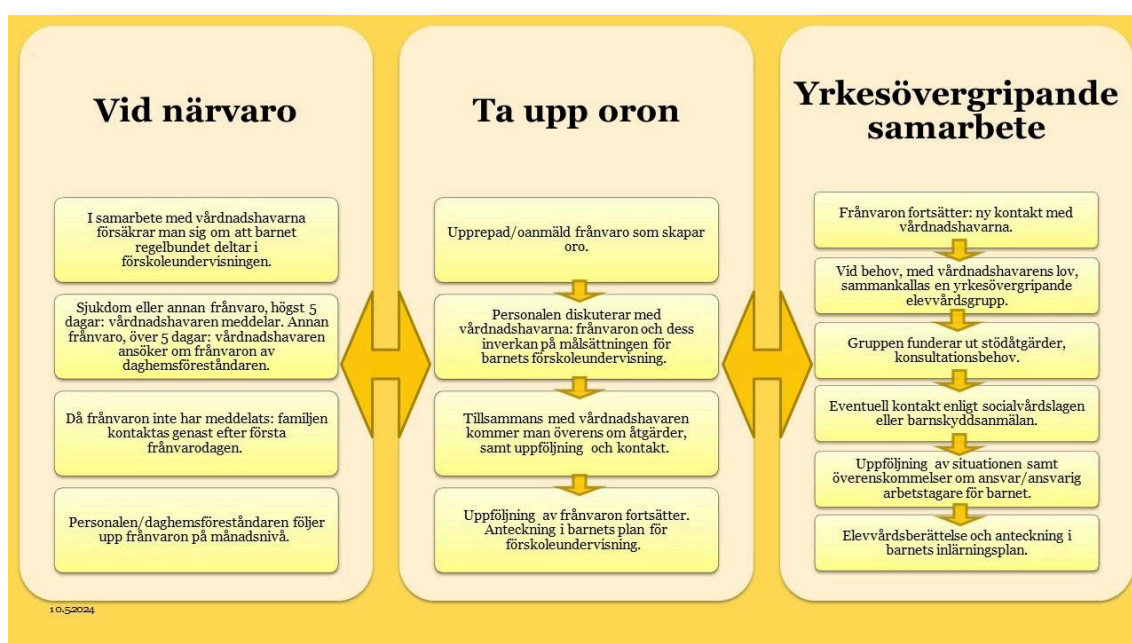 Vid närvaro
I samarbete med vårdnadshavarna
försäkrar man sig om att barnet
regelbundet deltar i
förskoleundervisningen.
Sjukdom eller annan frånvaro, högst 5
dagar: vårdnadshavaren meddelar. Annan
frånvaro, över 5 dagar: vårdnadshavaren
ansöker om frånvaron av
daghemsföreståndaren.
Då frånvaron inte har meddelats: familjen
kontaktas genast efter första
frånvarodagen.
Personalen/daghemsföreståndaren följer
upp frånvaron på månadsnivå.
Ta upp oron
Upprepad/oanmäld frånvaro som skapar
oro.
Personalen diskuterar med
vårdnadshavarna: frånvaron och dess
inverkan på målsättningen för
barnets förskoleundervisning.
Tillsammans med vårdnadshavaren
kommer man överens om åtgärder,
samt uppföljning och kontakt.
Uppföljning av frånvaron fortsätter.
Anteckning i barnets plan för
förskoleundervisning.
Yrkesövergripande
samarbete
Frånvaron fortsätter: ny kontakt med
vårdnadshavarna.
Vid behov, med vårdnadshavarens lov,
sammankallas en yrkesövergripande
elevvårdsgrupp.
Gruppen funderar ut stödåtgärder,
konsultationsbehov.
Eventuell kontakt enligt socialvårdslagen
eller barnskyddsanmälan.
Uppföljning av situationen samt
överenskommelser om ansvar/ansvarig
arbetstagare för barnet.
Elevvårdsberättelse och anteckning i
barnets inlärningsplan.
10.5.2024